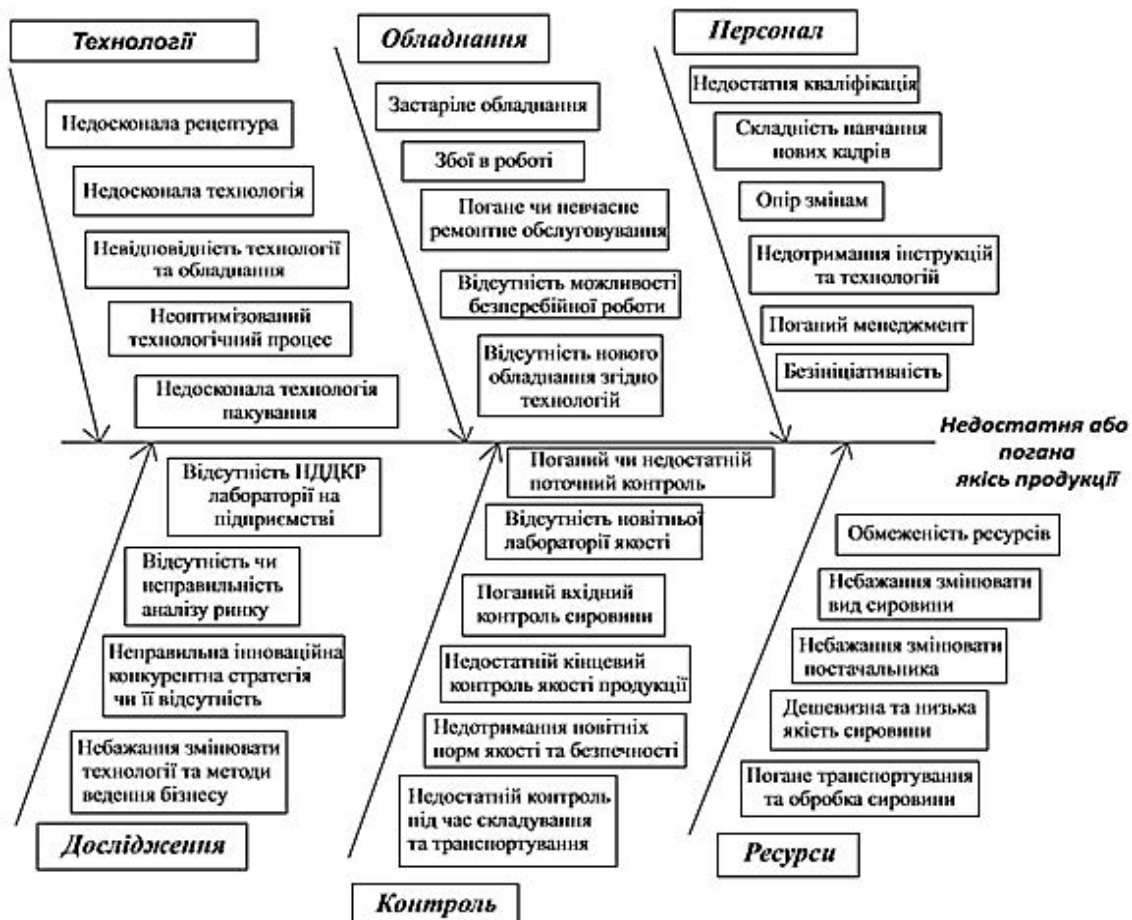 Технології
Недосконала рецептура
Недосконала технологія
Невідповідність технології
та обладнання
Неоптимізований
технологічний процес
Недосконала технологія
пакування
Обладнання
Застаріле обладнання
Збої в роботі
Погане чи невчасне
ремонтне обслуговування
Відсутність можливості
безперебійної роботи
Відсутність нового
обладнання згідно
технологій
Персонал
Недостатня кваліфікація
Складність навчання
нових кадрів
Опір змінам
Недотримання інструкцій
та технологій
Поганий менеджмент
Безініціативність
Недостатня або
погана
якісь продукції
Відсутність НДДКР
лабораторії на
підприємстві
Відсутність чи
неправильність
аналізу ринку
Неправильна інноваційна
конкурентна стратегія
чи її відсутність
Небажання змінювати
технології та методи
ведення бізнесу
Дослідження
Поганий чи недостатній
поточний контроль
Відсутність новітньої
лабораторії якості
Поганий вхідний
контроль сировини
Недостатній кінцевий
контроль якості продукції
Недотримання новітніх
норм якості та безпечності
Недостатній контроль
під час складування
та транспортування
Контроль
Обмеженість ресурсів
Небажання змінювати
вид сировини
Небажання змінювати
постачальника
Дешевизна та низька
якість сировини
Погане транспортування
та обробка сировини
Ресурси